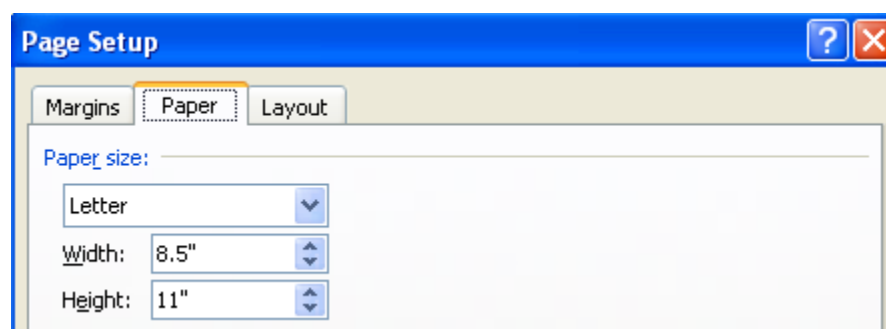 Page Setup
Margins Paper Layout
Paper size:
Letter
Width: 8.5"
Height: 11"